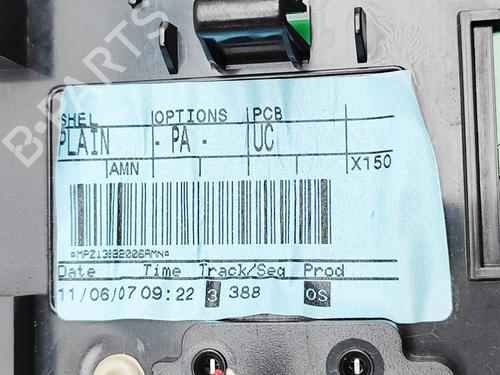 SHEL OPTIONS PCB
PLAIN - PA - UC
AMN X150
*MPZ13892006AMN*
Date Time Track/Seq Prod
11/06/07 09:22 3 388 OS
B-PARTS